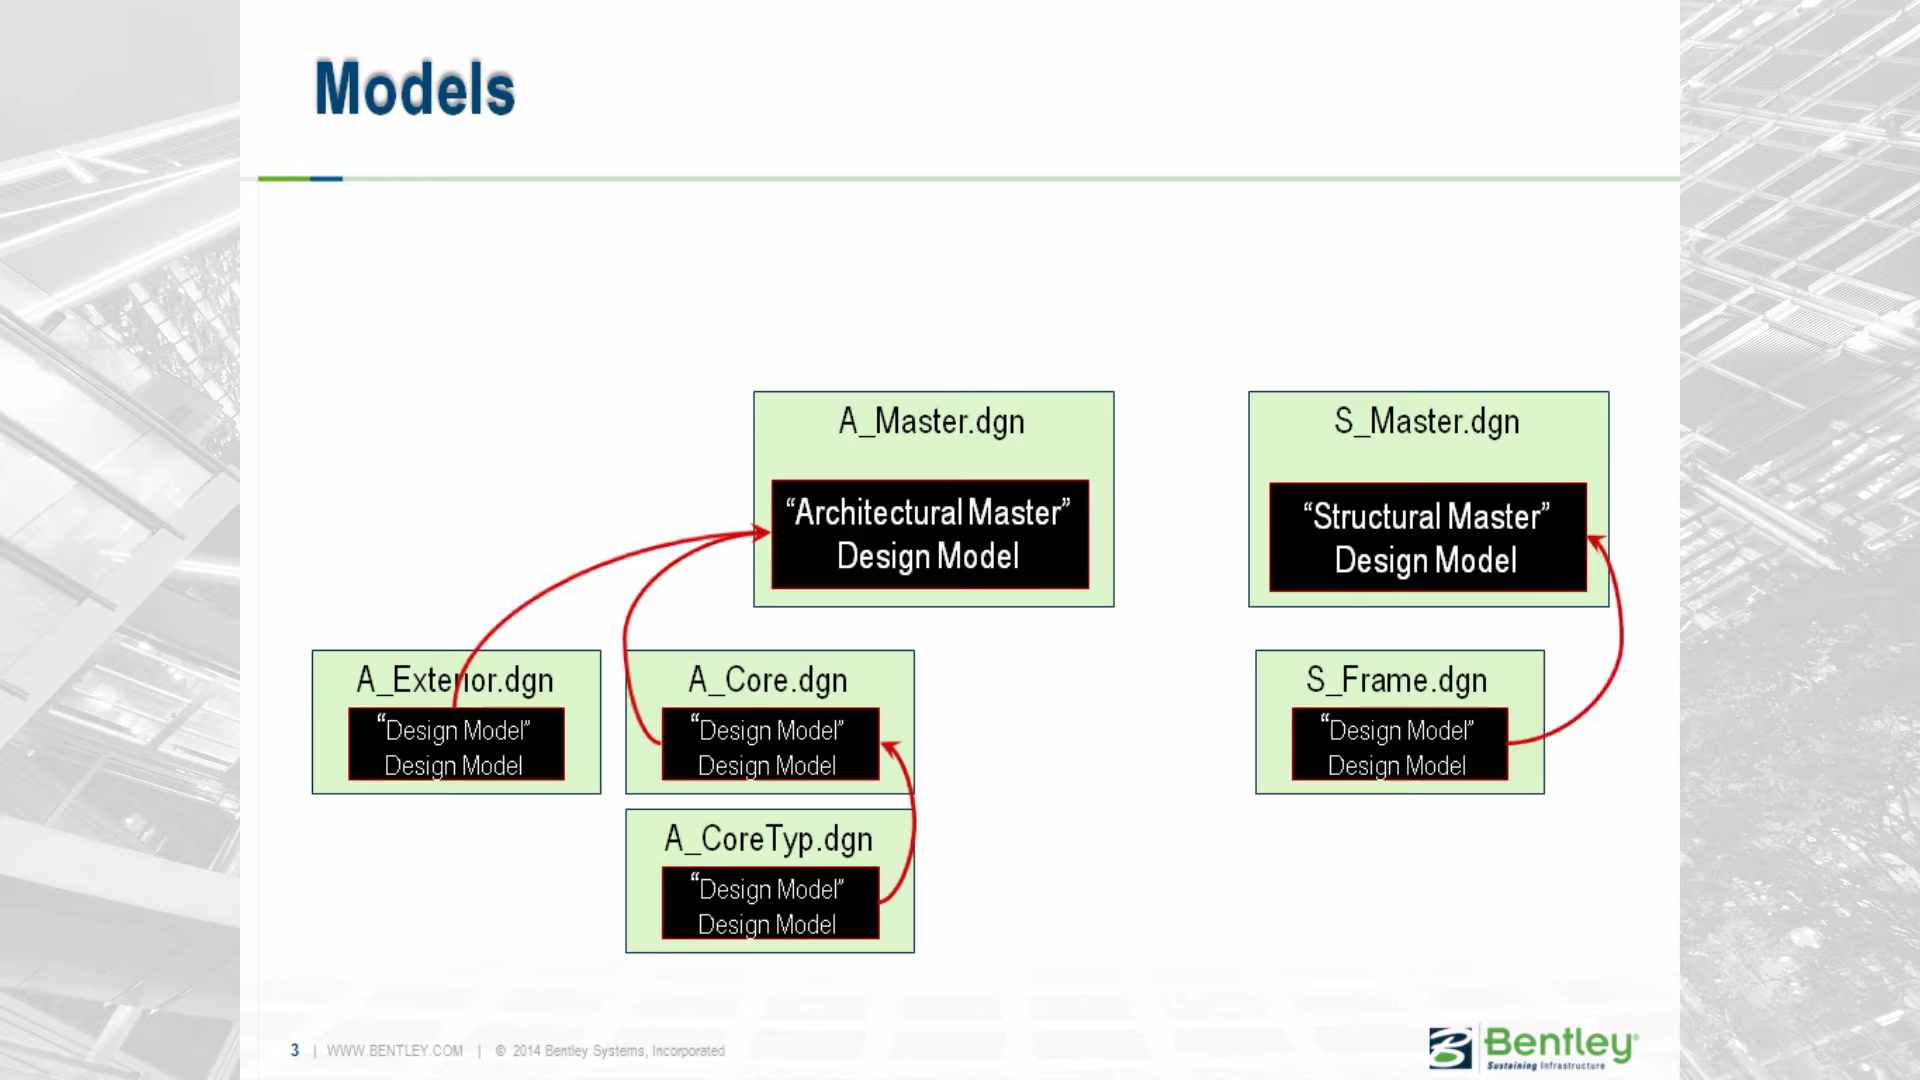 Models
A_Master.dgn
“Architectural Master”
Design Model
S_Master.dgn
“Structural Master”
Design Model
A_Exterior.dgn
“Design Model”
Design Model
A_Core.dgn
“Design Model”
Design Model
S_Frame.dgn
“Design Model”
Design Model
A_CoreTyp.dgn
“Design Model”
Design Model
3 | WWW.BENTLEY.COM | © 2014 Bentley Systems, Incorporated
Bentley®
Sustaining Infrastructure